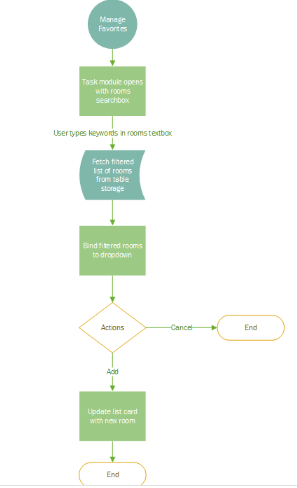 Manage
Favorites
Task module opens
with rooms
searchbox
User types keywords in rooms textbox
Fetch filtered
list of rooms
from table
storage
Bind filtered rooms
to dropdown
Actions
Cancel
End
Add
Update list card
with new room
End